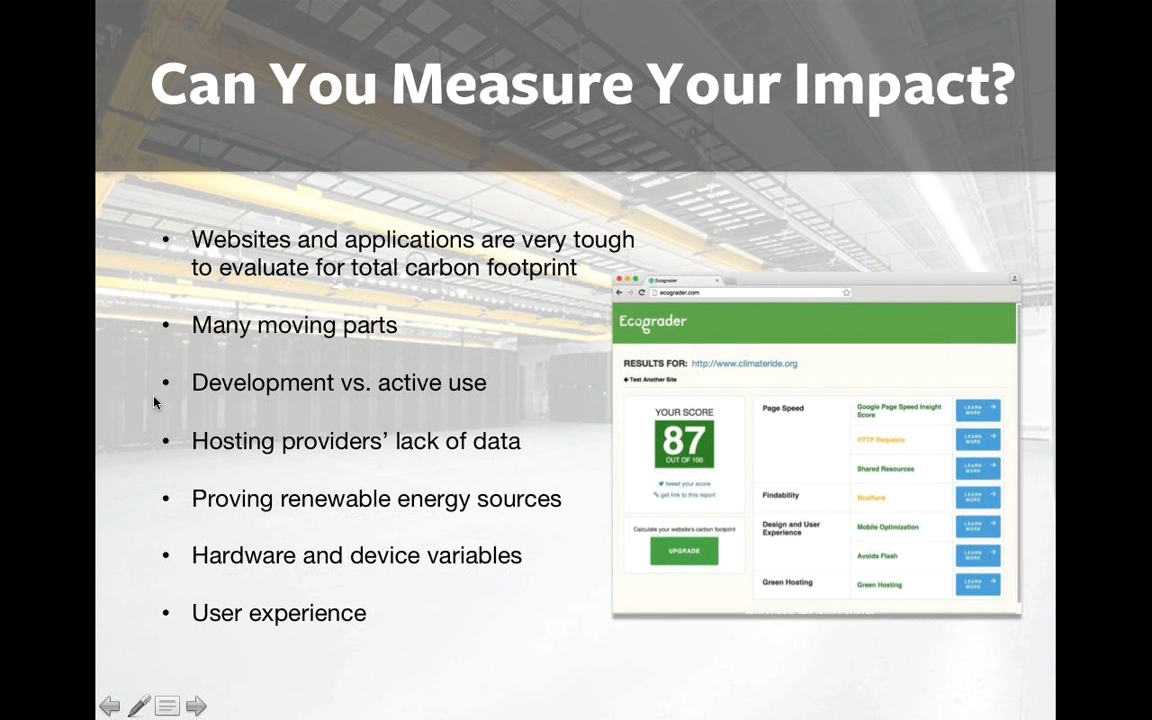 Can You Measure Your Impact?
• Websites and applications are very tough
to evaluate for total carbon footprint
• Many moving parts
• Development vs. active use
• Hosting providers’ lack of data
• Proving renewable energy sources
• Hardware and device variables
• User experience
Ecograder
ecograder.com
Ecograder
RESULTS FOR: http://www.climateride.org
Test Another Site
YOUR SCORE
87
OUT OF 100
tweet your score
get link to this report
Calculate your website's carbon footprint
UPGRADE
Page Speed
Google Page Speed Insight
Score
LEARN
MORE
HTTP Requests
LEARN
MORE
Shared Resources
LEARN
MORE
Findability
MozRank
LEARN
MORE
Design and User
Experience
Mobile Optimization
LEARN
MORE
Avoids Flash
LEARN
MORE
Green Hosting
Green Hosting
LEARN
MORE